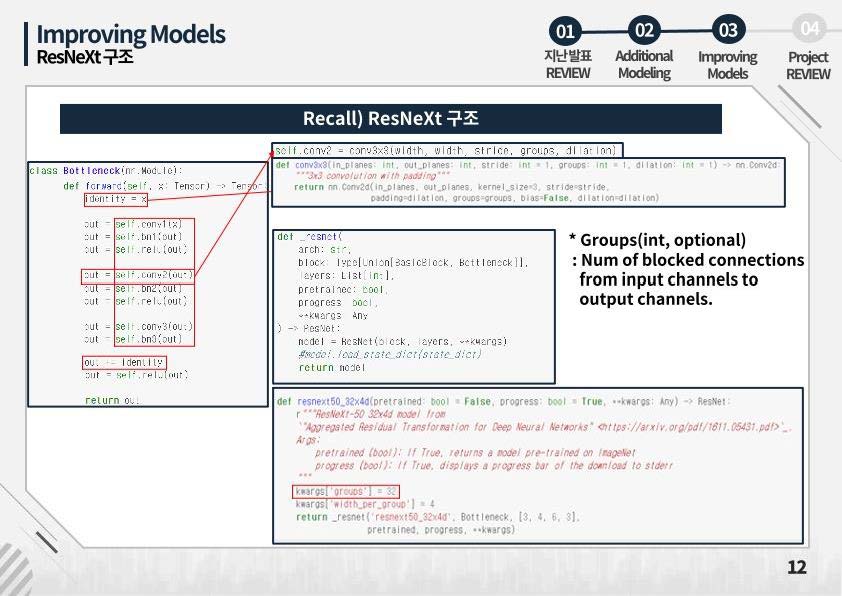 Improving Models
ResNeXt 구조
01
지난 발표
REVIEW
02
Additional
Modeling
03
Improving
Models
04
Project
REVIEW
Recall) ResNeXt 구조
class Bottleneck(nn.Module):
def forward(self, x: Tensor) -> Tensor:
identity = x
out = self.conv1(x)
out = self.bn1(out)
out = self.relu(out)
out = self.conv2(out)
out = self.bn2(out)
out = self.relu(out)
out = self.conv3(out)
out = self.bn3(out)
out += identity
out = self.relu(out)
return out
self.conv2 = conv3x3(width, width, stride, groups, dilation)
def conv3x3(in_planes: int, out_planes: int, stride: int = 1, groups: int = 1, dilation: int = 1) -> nn.Conv2d:
"""3x3 convolution with padding"""
return nn.Conv2d(in_planes, out_planes, kernel_size=3, stride=stride,
padding=dilation, groups=groups, bias=False, dilation=dilation)
def _resnet(
arch: str,
block: Type[Union[BasicBlock, Bottleneck]],
layers: List[int],
pretrained: bool,
progress: bool,
**kwargs: Any
) -> ResNet:
model = ResNet(block, layers, **kwargs)
#model.load_state_dict(state_dict)
return model
* Groups(int, optional)
: Num of blocked connections
from input channels to
output channels.
def resnext50_32x4d(pretrained: bool = False, progress: bool = True, **kwargs: Any) -> ResNet:
r"""ResNeXt-50 32x4d model from
`"Aggregated Residual Transformation for Deep Neural Networks" <https://arxiv.org/pdf/1611.05431.pdf>`_.
Args:
pretrained (bool): If True, returns a model pre-trained on ImageNet
progress (bool): If True, displays a progress bar of the download to stderr
"""
kwargs['groups'] = 32
kwargs['width_per_group'] = 4
return _resnet('resnext50_32x4d', Bottleneck, [3, 4, 6, 3],
pretrained, progress, **kwargs)
12